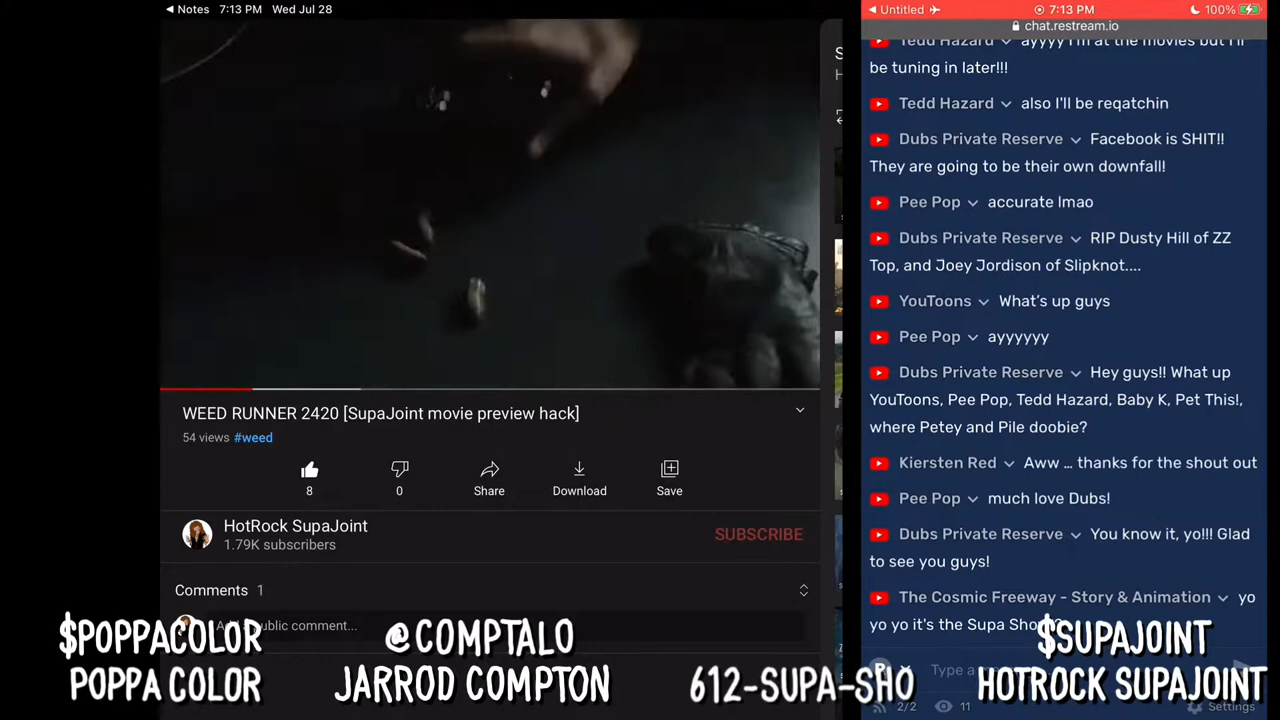 Notes 7:13 PM Wed Jul 28
WEED RUNNER 2420 [SupaJoint movie preview hack]
54 views #weed
8
0
Share
Download
Save
HotRock SupaJoint
1.79K subscribers
SUBSCRIBE
Comments 1
public comment...
Untitled
7:13 PM
100%
chat.restream.io
Tedd Hazard ayyyy I'm at the movies but I'll
be tuning in later!!!
Tedd Hazard also I'll be reqatchin
Dubs Private Reserve Facebook is SHIT!!
They are going to be their own downfall!
Pee Pop accurate lmao
Dubs Private Reserve RIP Dusty Hill of ZZ
Top, and Joey Jordison of Slipknot....
YouToons What's up guys
Pee Pop ayyyyyy
Dubs Private Reserve Hey guys!! What up
YouToons, Pee Pop, Tedd Hazard, Baby K, Pet This!,
where Petey and Pile doobie?
Kiersten Red Aww … thanks for the shout out
Pee Pop much love Dubs!
Dubs Private Reserve You know it, yo!!! Glad
to see you guys!
The Cosmic Freeway - Story & Animation yo
yo yo it's the Supa
Type a
2/2
11
Settings
$POPPACOLOR
POPPA COLOR
@COMPTALO
JARROD COMPTON
612-SUPA-SHO
$SUPAJOINT
HOTROCK SUPAJOINT